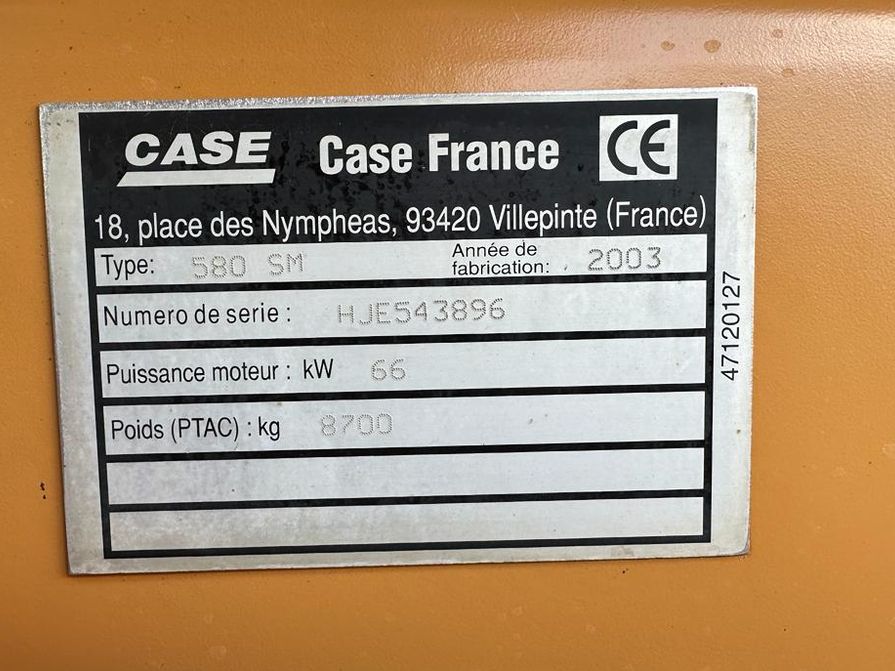 CASE Case France CE
18, place des Nympheas, 93420 Villepinte (France)
Type: 580 SM Année de fabrication: 2003
Numero de serie : HJE543896
Puissance moteur : kW 66
Poids (PTAC) : kg 8700
47120127